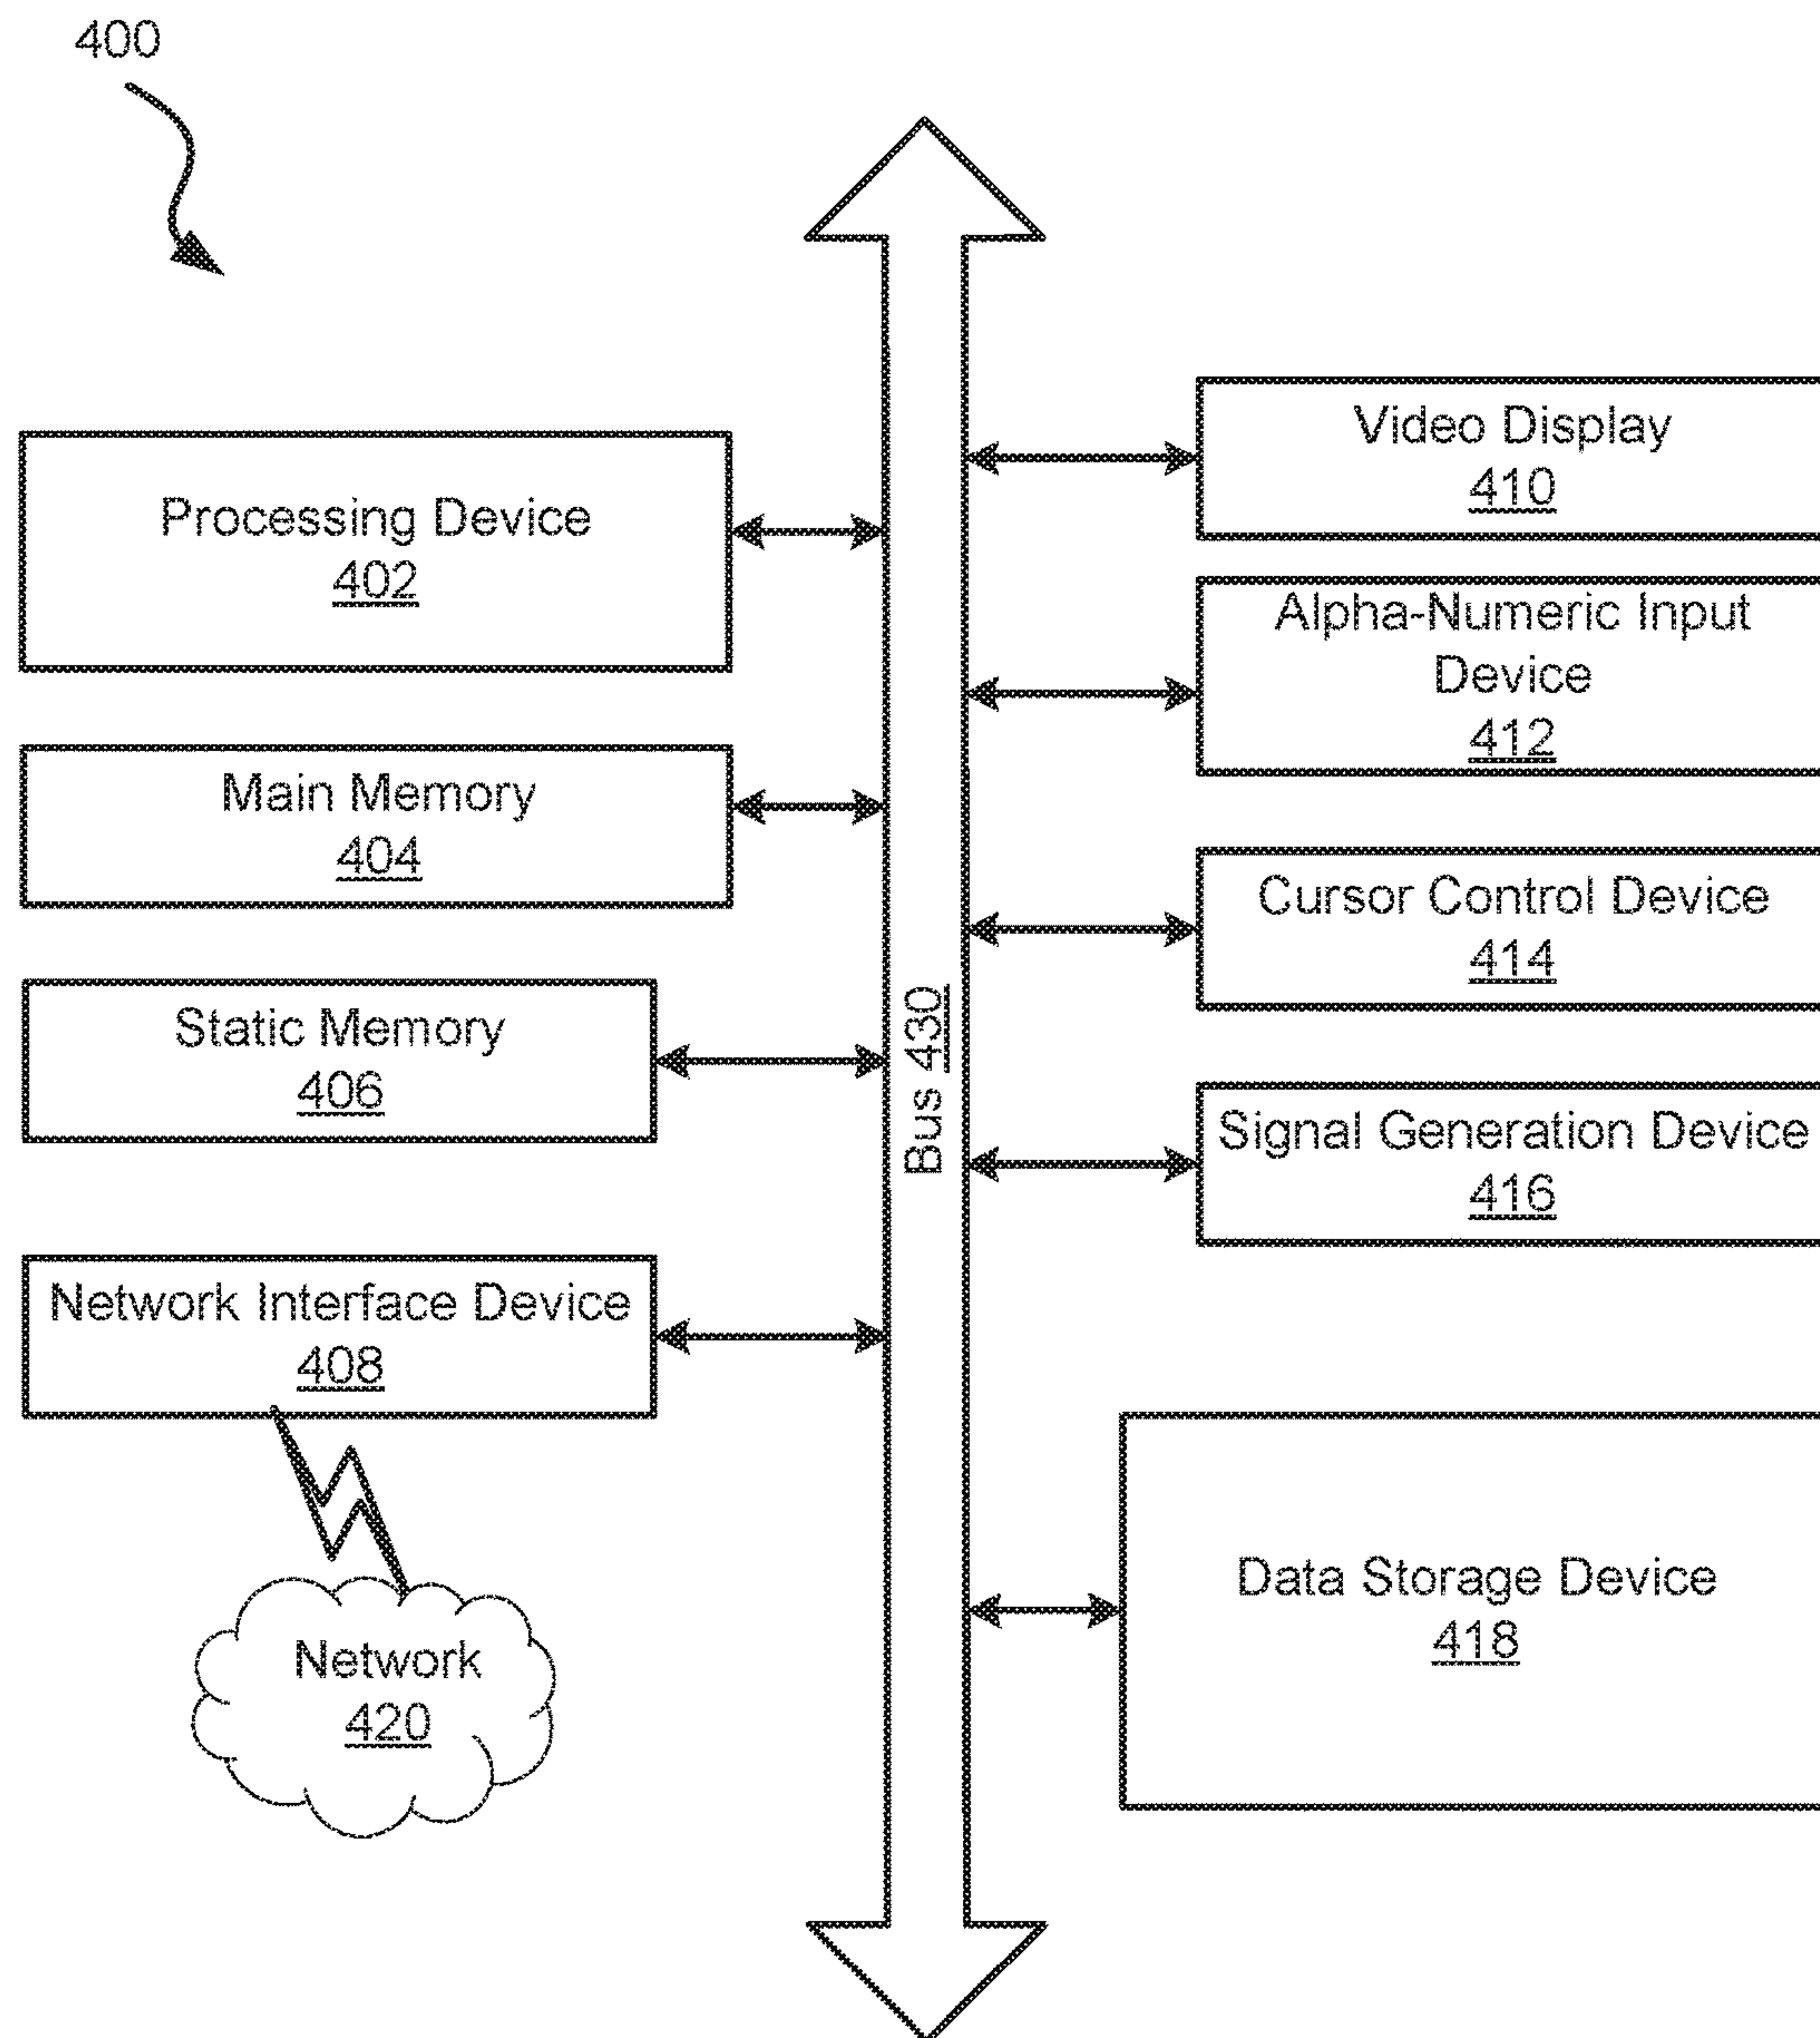 400
Processing Device
402
Main Memory
404
Static Memory
406
Network Interface Device
408
Network
420
Bus 430
Video Display
410
Alpha-Numeric Input
Device
412
Cursor Control Device
414
Signal Generation Device
416
Data Storage Device
418